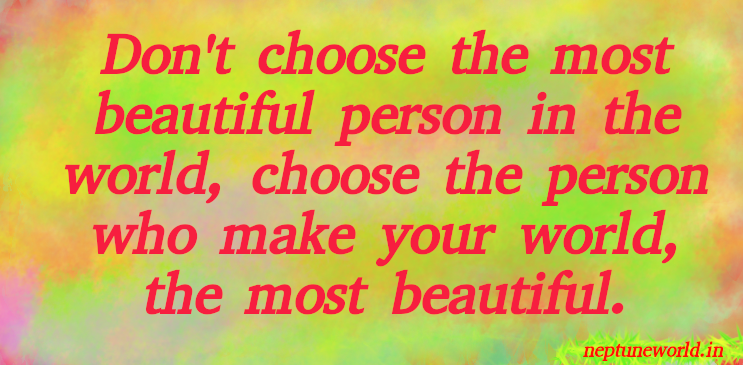 Don't choose the most
beautiful person in the
world, choose the person
who make your world,
the most beautiful.
neptuneworld.in